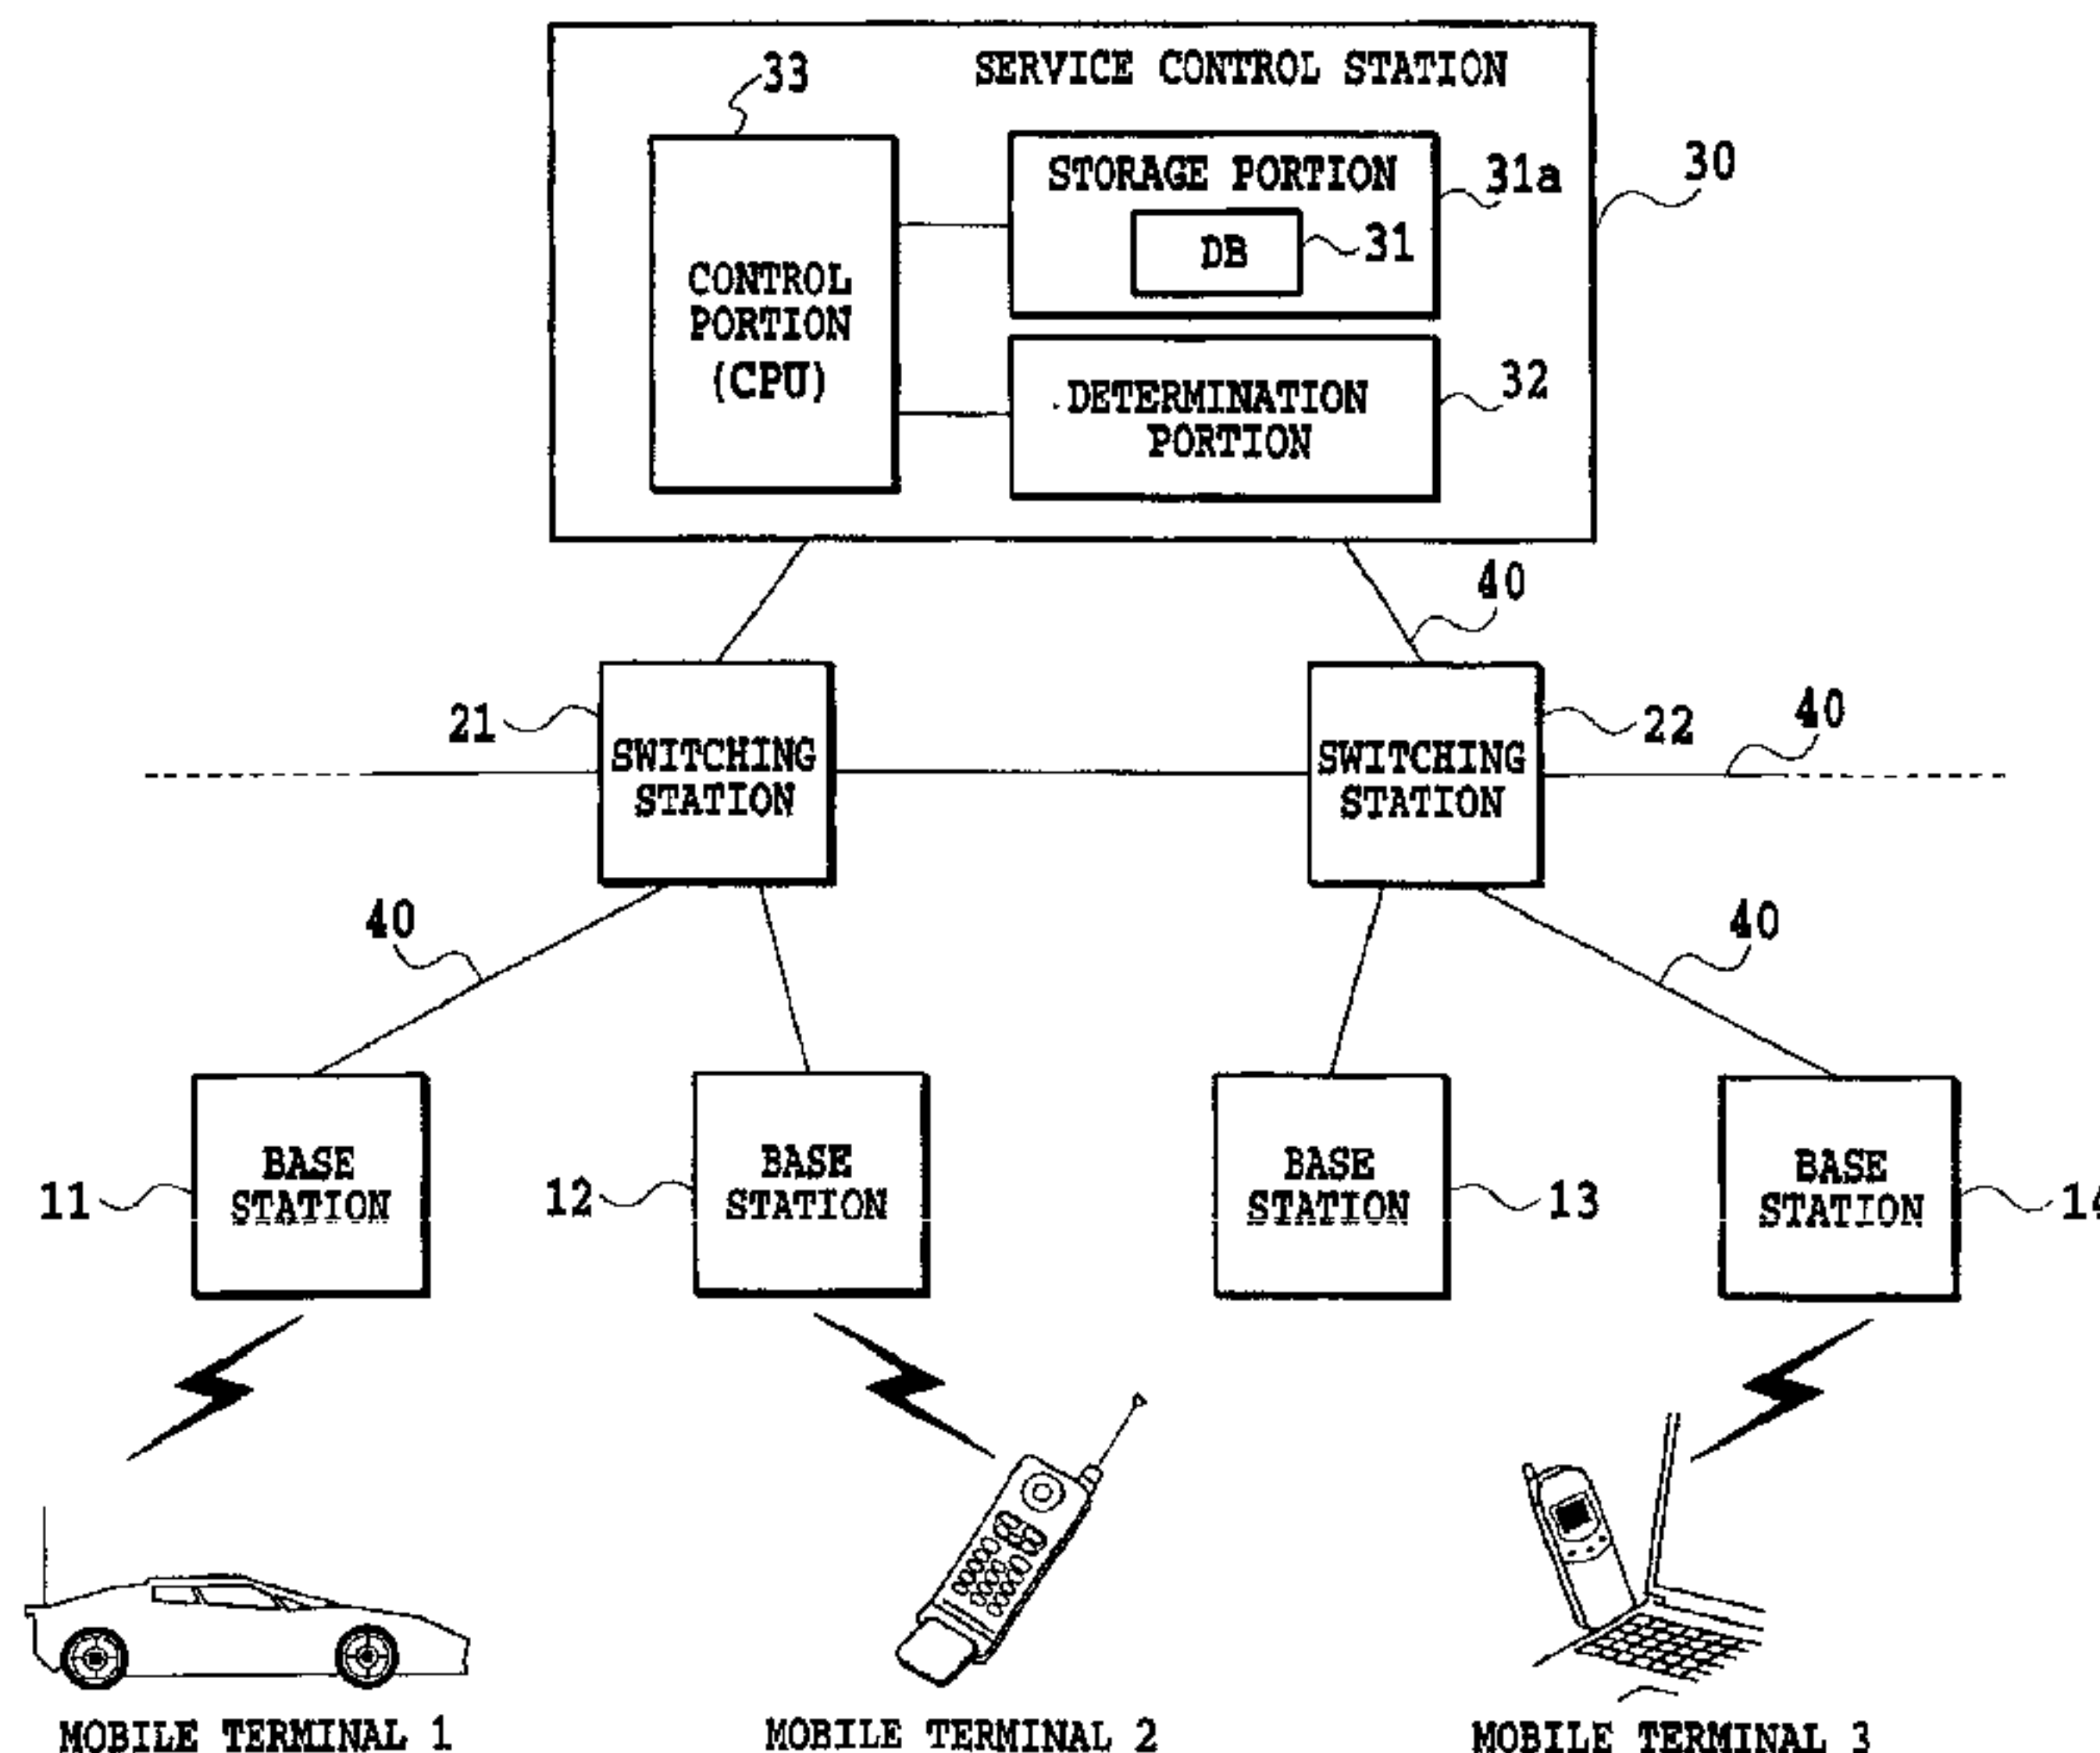 SERVICE CONTROL STATION
33
30
STORAGE PORTION
31a
DB
31
CONTROL
PORTION
(CPU)
DETERMINATION
PORTION
32
40
21
SWITCHING
STATION
SWITCHING
STATION
22
40
40
40
11
BASE
STATION
12
BASE
STATION
BASE
STATION
13
BASE
STATION
14
MOBILE TERMINAL 1
MOBILE TERMINAL 2
MOBILE TERMINAL 3